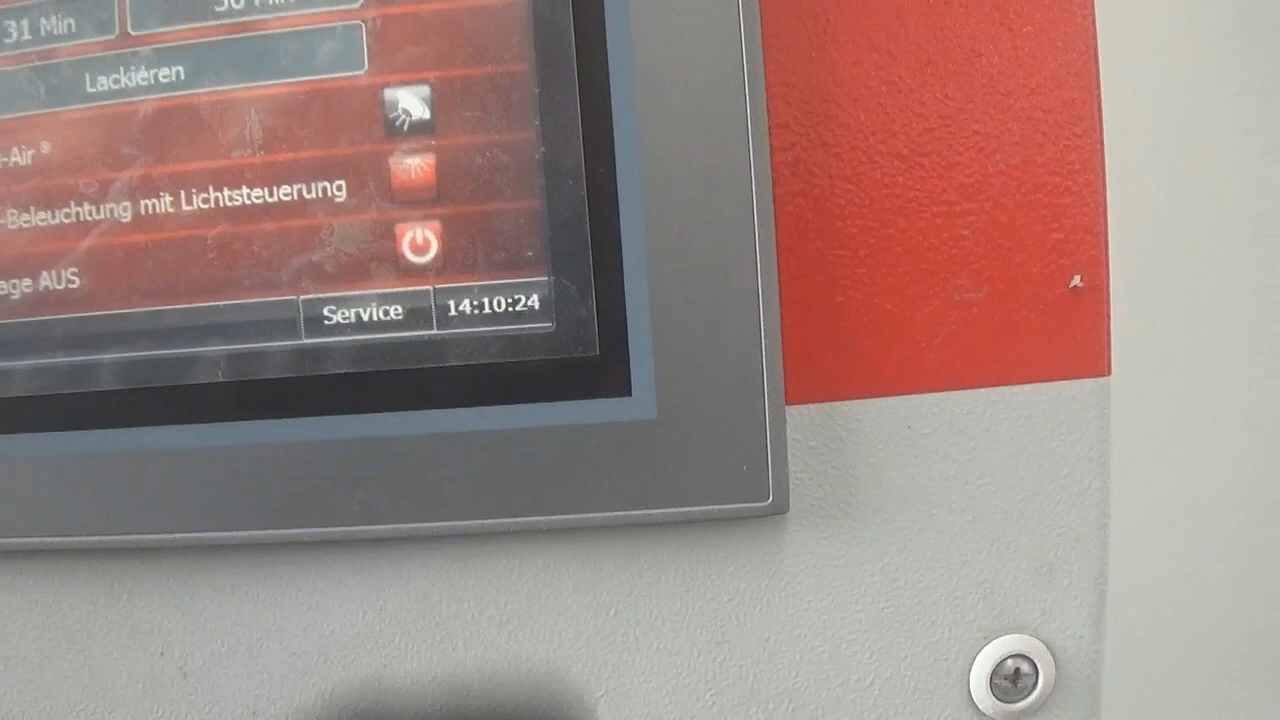 31 Min
Lackieren
-Air®
-Beleuchtung mit Lichtsteuerung
age AUS
Service 14:10:24